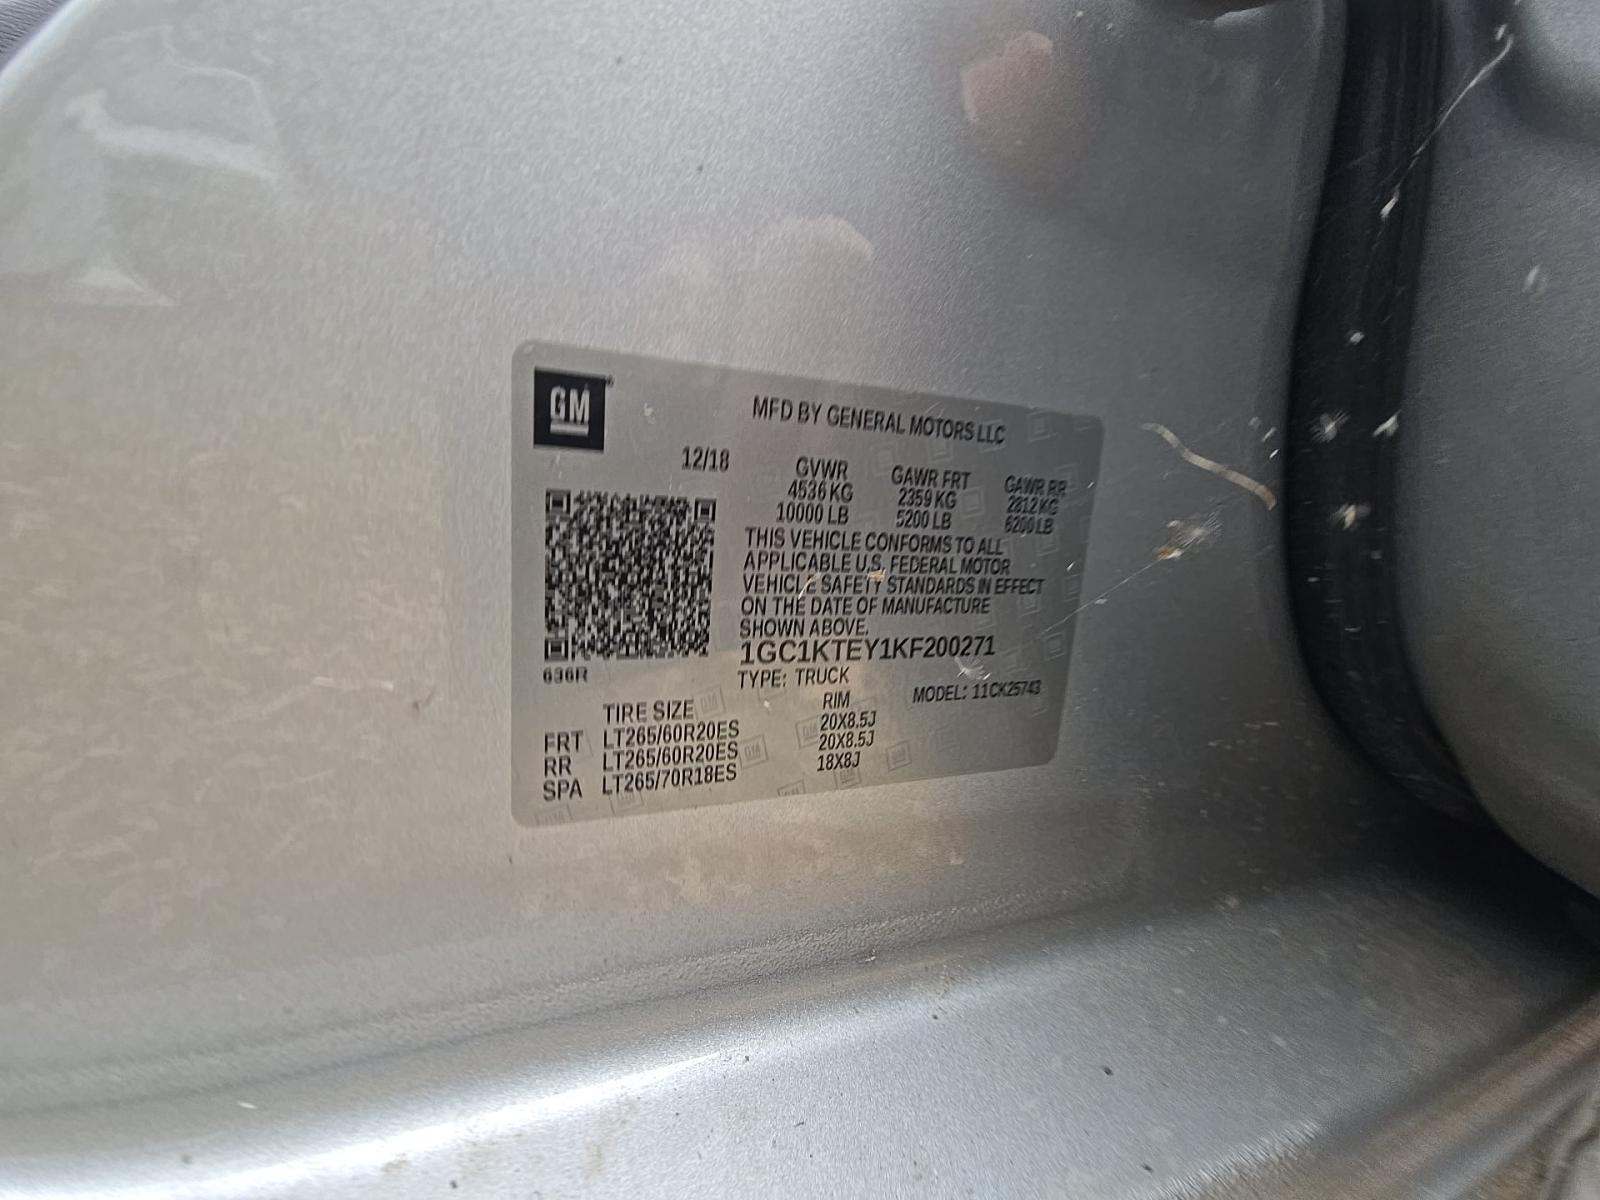 GM
MFD BY GENERAL MOTORS LLC
12/18
GVWR GAWR FRT GAWR RR
4536 KG 2359 KG 2812 KG
10000 LB 5200 LB 6200 LB
THIS VEHICLE CONFORMS TO ALL
APPLICABLE U.S. FEDERAL MOTOR
VEHICLE SAFETY STANDARDS IN EFFECT
ON THE DATE OF MANUFACTURE
SHOWN ABOVE.
1GC1KTEY1KF200271
636R
TYPE: TRUCK MODEL: 11CK25743
TIRE SIZE RIM
FRT LT265/60R20ES 20X8.5J
RR LT265/60R20ES 20X8.5J
SPA LT265/70R18ES 18X8J